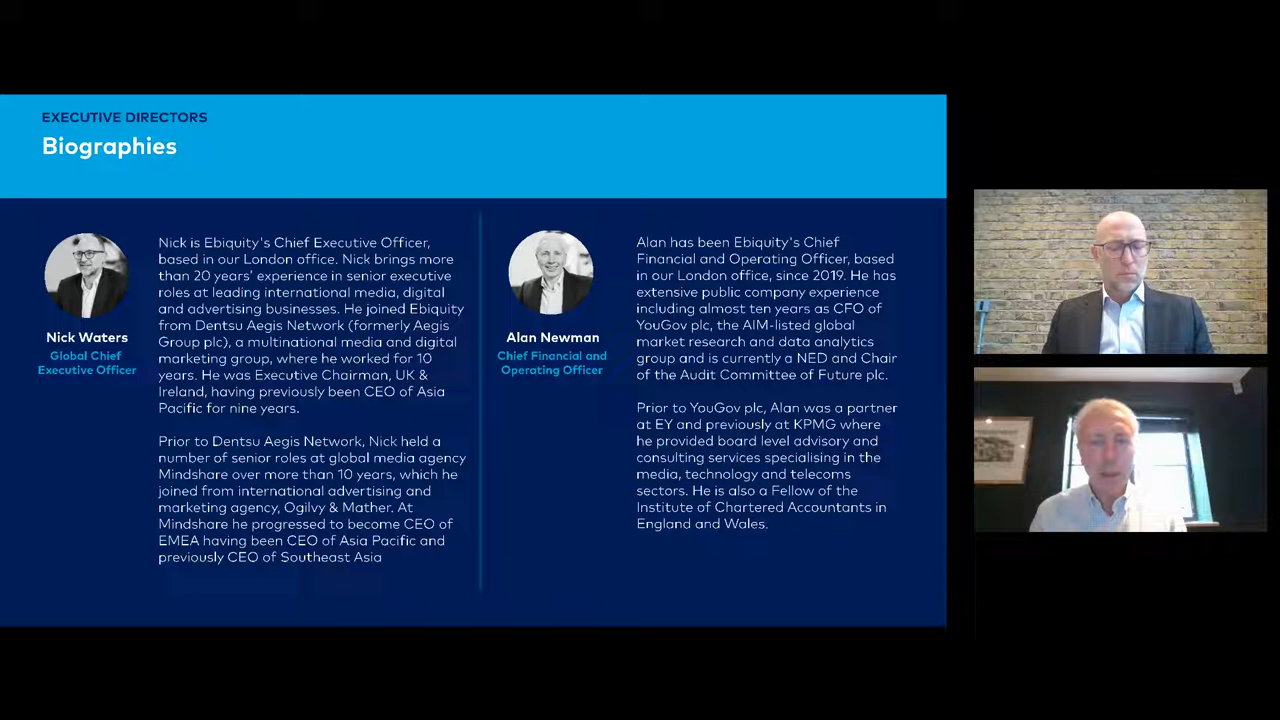 EXECUTIVE DIRECTORS
Biographies
Nick Waters
Global Chief
Executive Officer
Nick is Ebiquity's Chief Executive Officer,
based in our London office. Nick brings more
than 20 years' experience in senior executive
roles at leading international media, digital
and advertising businesses. He joined Ebiquity
from Dentsu Aegis Network (formerly Aegis
Group plc), a multinational media and digital
marketing group, where he worked for 10
years. He was Executive Chairman, UK &
Ireland, having previously been CEO of Asia
Pacific for nine years.
Prior to Dentsu Aegis Network, Nick held a
number of senior roles at global media agency
Mindshare over more than 10 years, which he
joined from international advertising and
marketing agency, Ogilvy & Mather. At
Mindshare he progressed to become CEO of
EMEA having been CEO of Asia Pacific and
previously CEO of Southeast Asia
Alan Newman
Chief Financial and
Operating Officer
Alan has been Ebiquity's Chief
Financial and Operating Officer, based
in our London office, since 2019. He has
extensive public company experience
including almost ten years as CFO of
YouGov plc, the AIM-listed global
market research and data analytics
group and is currently a NED and Chair
of the Audit Committee of Future plc.
Prior to YouGov plc, Alan was a partner
at EY and previously at KPMG where
he provided board level advisory and
consulting services specialising in the
media, technology and telecoms
sectors. He is also a Fellow of the
Institute of Chartered Accountants in
England and Wales.